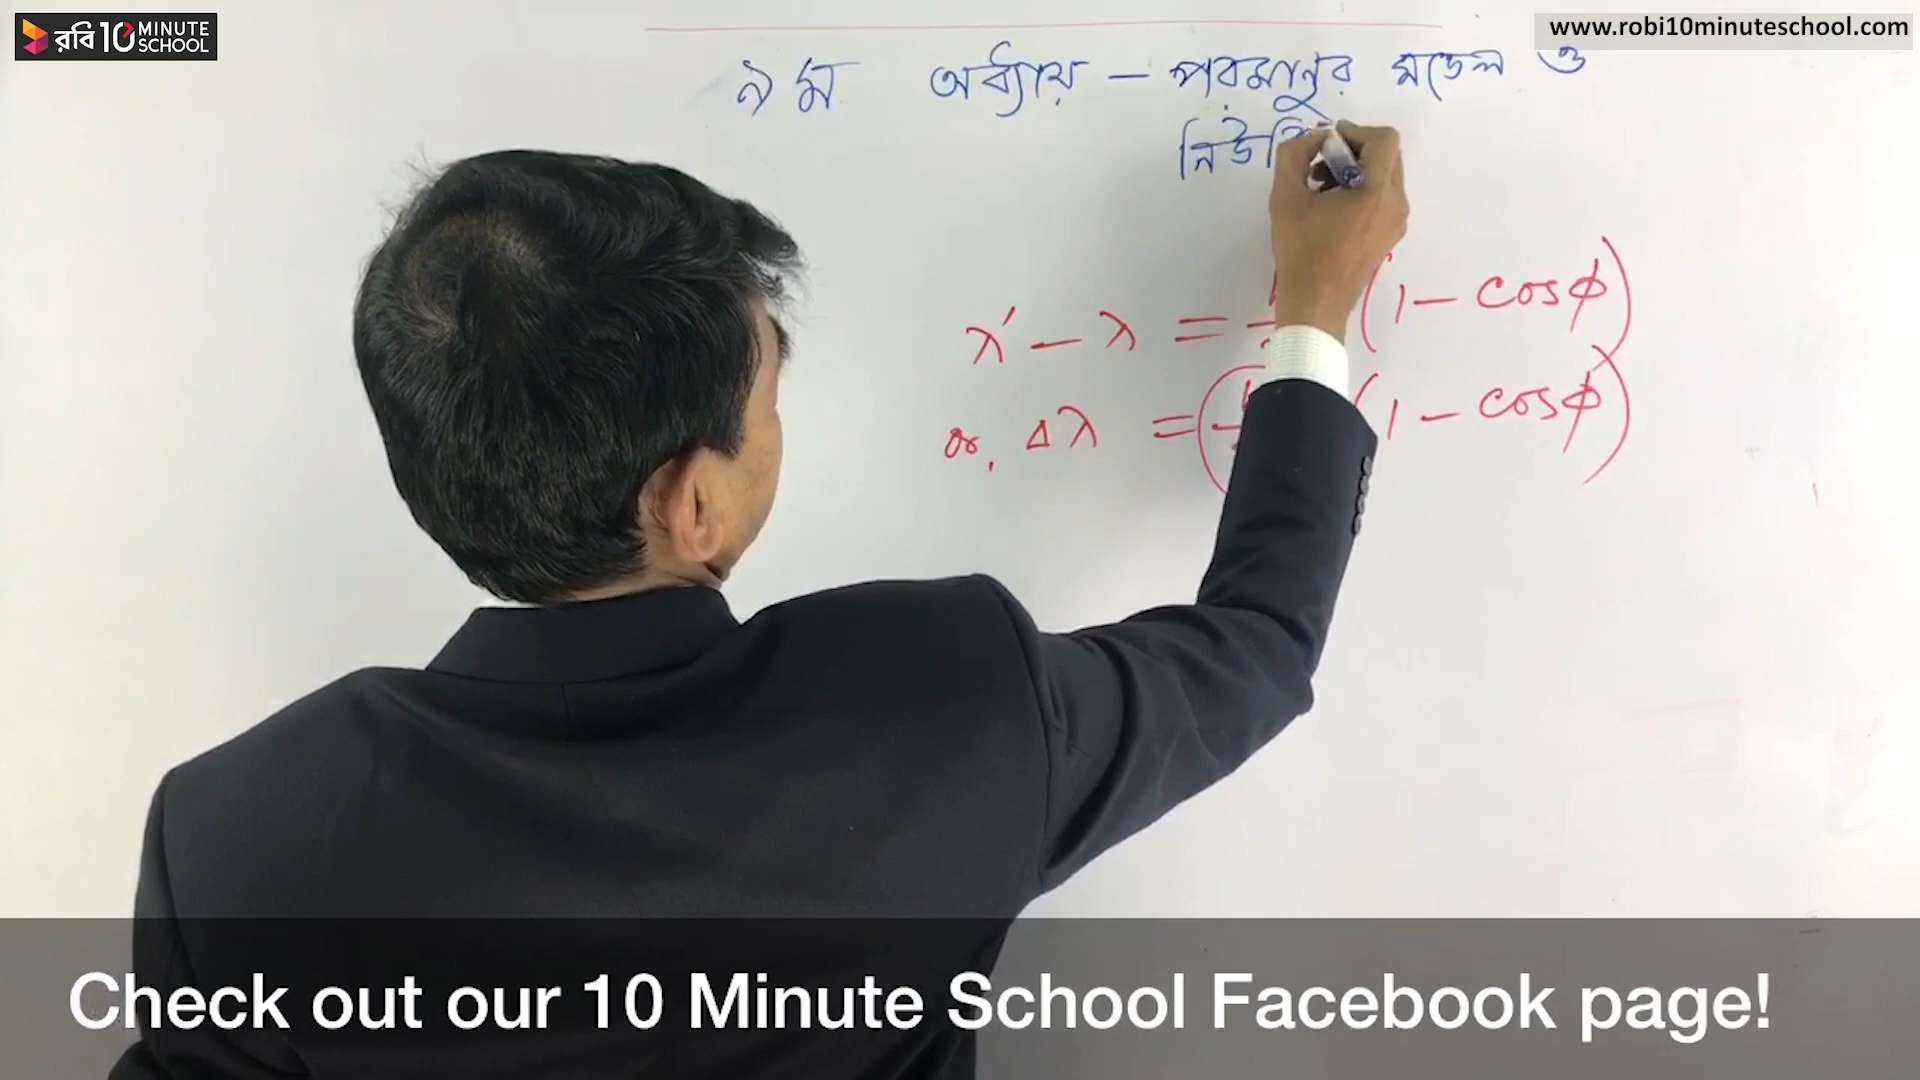 রবি 10 MINUTE SCHOOL
www.robi10minuteschool.com
৯ম অধ্যায় – পরমানুর মডেল ও
λ' – λ = (1 – cosφ)
or, Δλ = (1 – cosφ)
Check out our 10 Minute School Facebook page!